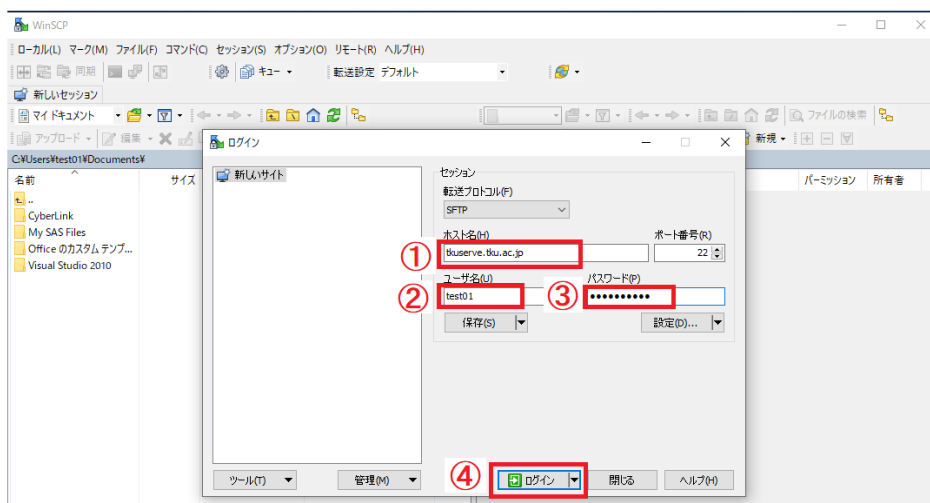 WinSCP
ローカル(L) マーク(M) ファイル(F) コマンド(C) セッション(S) オプション(O) リモート(R) ヘルプ(H)
同期 キュー 転送設定 デフォルト
新しいセッション
マイ ドキュメント ファイルの検索
アップロード 編集 新規
C:¥Users¥test01¥Documents¥
名前 サイズ パーミッション 所有者
..
CyberLink
My SAS Files
Office のカスタム テンプ...
Visual Studio 2010
ログイン
新しいサイト
セッション
転送プロトコル(F)
SFTP
ホスト名(H) ポート番号(R)
① tkuserve.tku.ac.jp 22
ユーザ名(U) パスワード(P)
② test01 ③ ••••••••••
保存(S) 設定(D)...
ツール(T) 管理(M) ④ ログイン 閉じる ヘルプ(H)